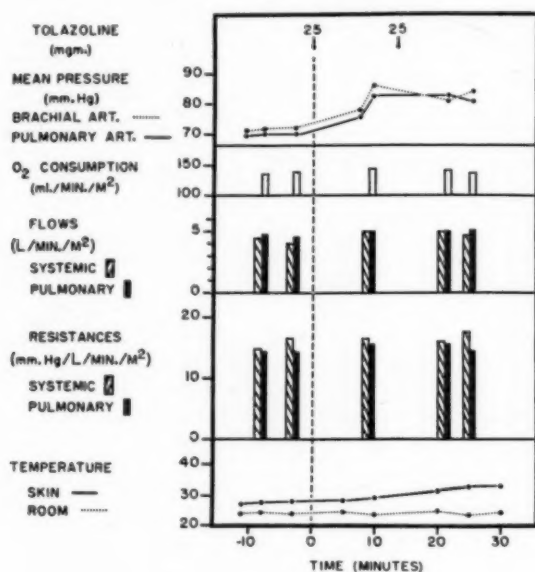 TOLAZOLINE
(mgm.)
25
25
MEAN PRESSURE
(mm. Hg)
BRACHIAL ART.
PULMONARY ART.
90
80
70
O₂ CONSUMPTION
(ml./MIN./M²)
150
100
FLOWS
(L/MIN./M²)
SYSTEMIC
PULMONARY
5
0
RESISTANCES
(mm. Hg/L/MIN./M²)
SYSTEMIC
PULMONARY
20
10
0
TEMPERATURE
SKIN
ROOM
40
30
20
-10
0
10
20
30
TIME (MINUTES)